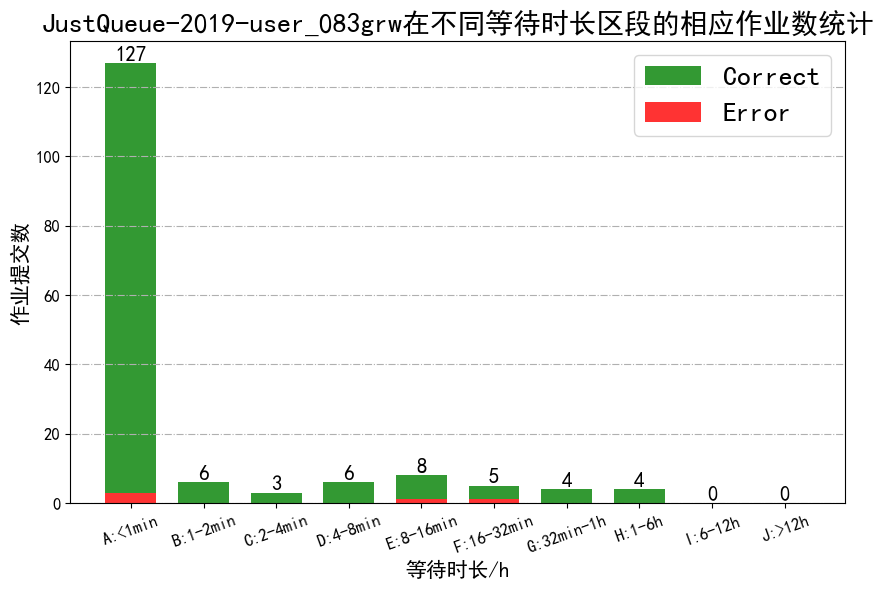 JustQueue-2019-user_083grw在不同等待时长区段的相应作业数统计
127
Correct
Error
120
100
80
60
40
20
0
作业提交数
6
3
6
8
5
4
4
0
0
A:<1min
B:1-2min
C:2-4min
D:4-8min
E:8-16min
F:16-32min
G:32min-1h
H:1-6h
I:6-12h
J:>12h
等待时长/h